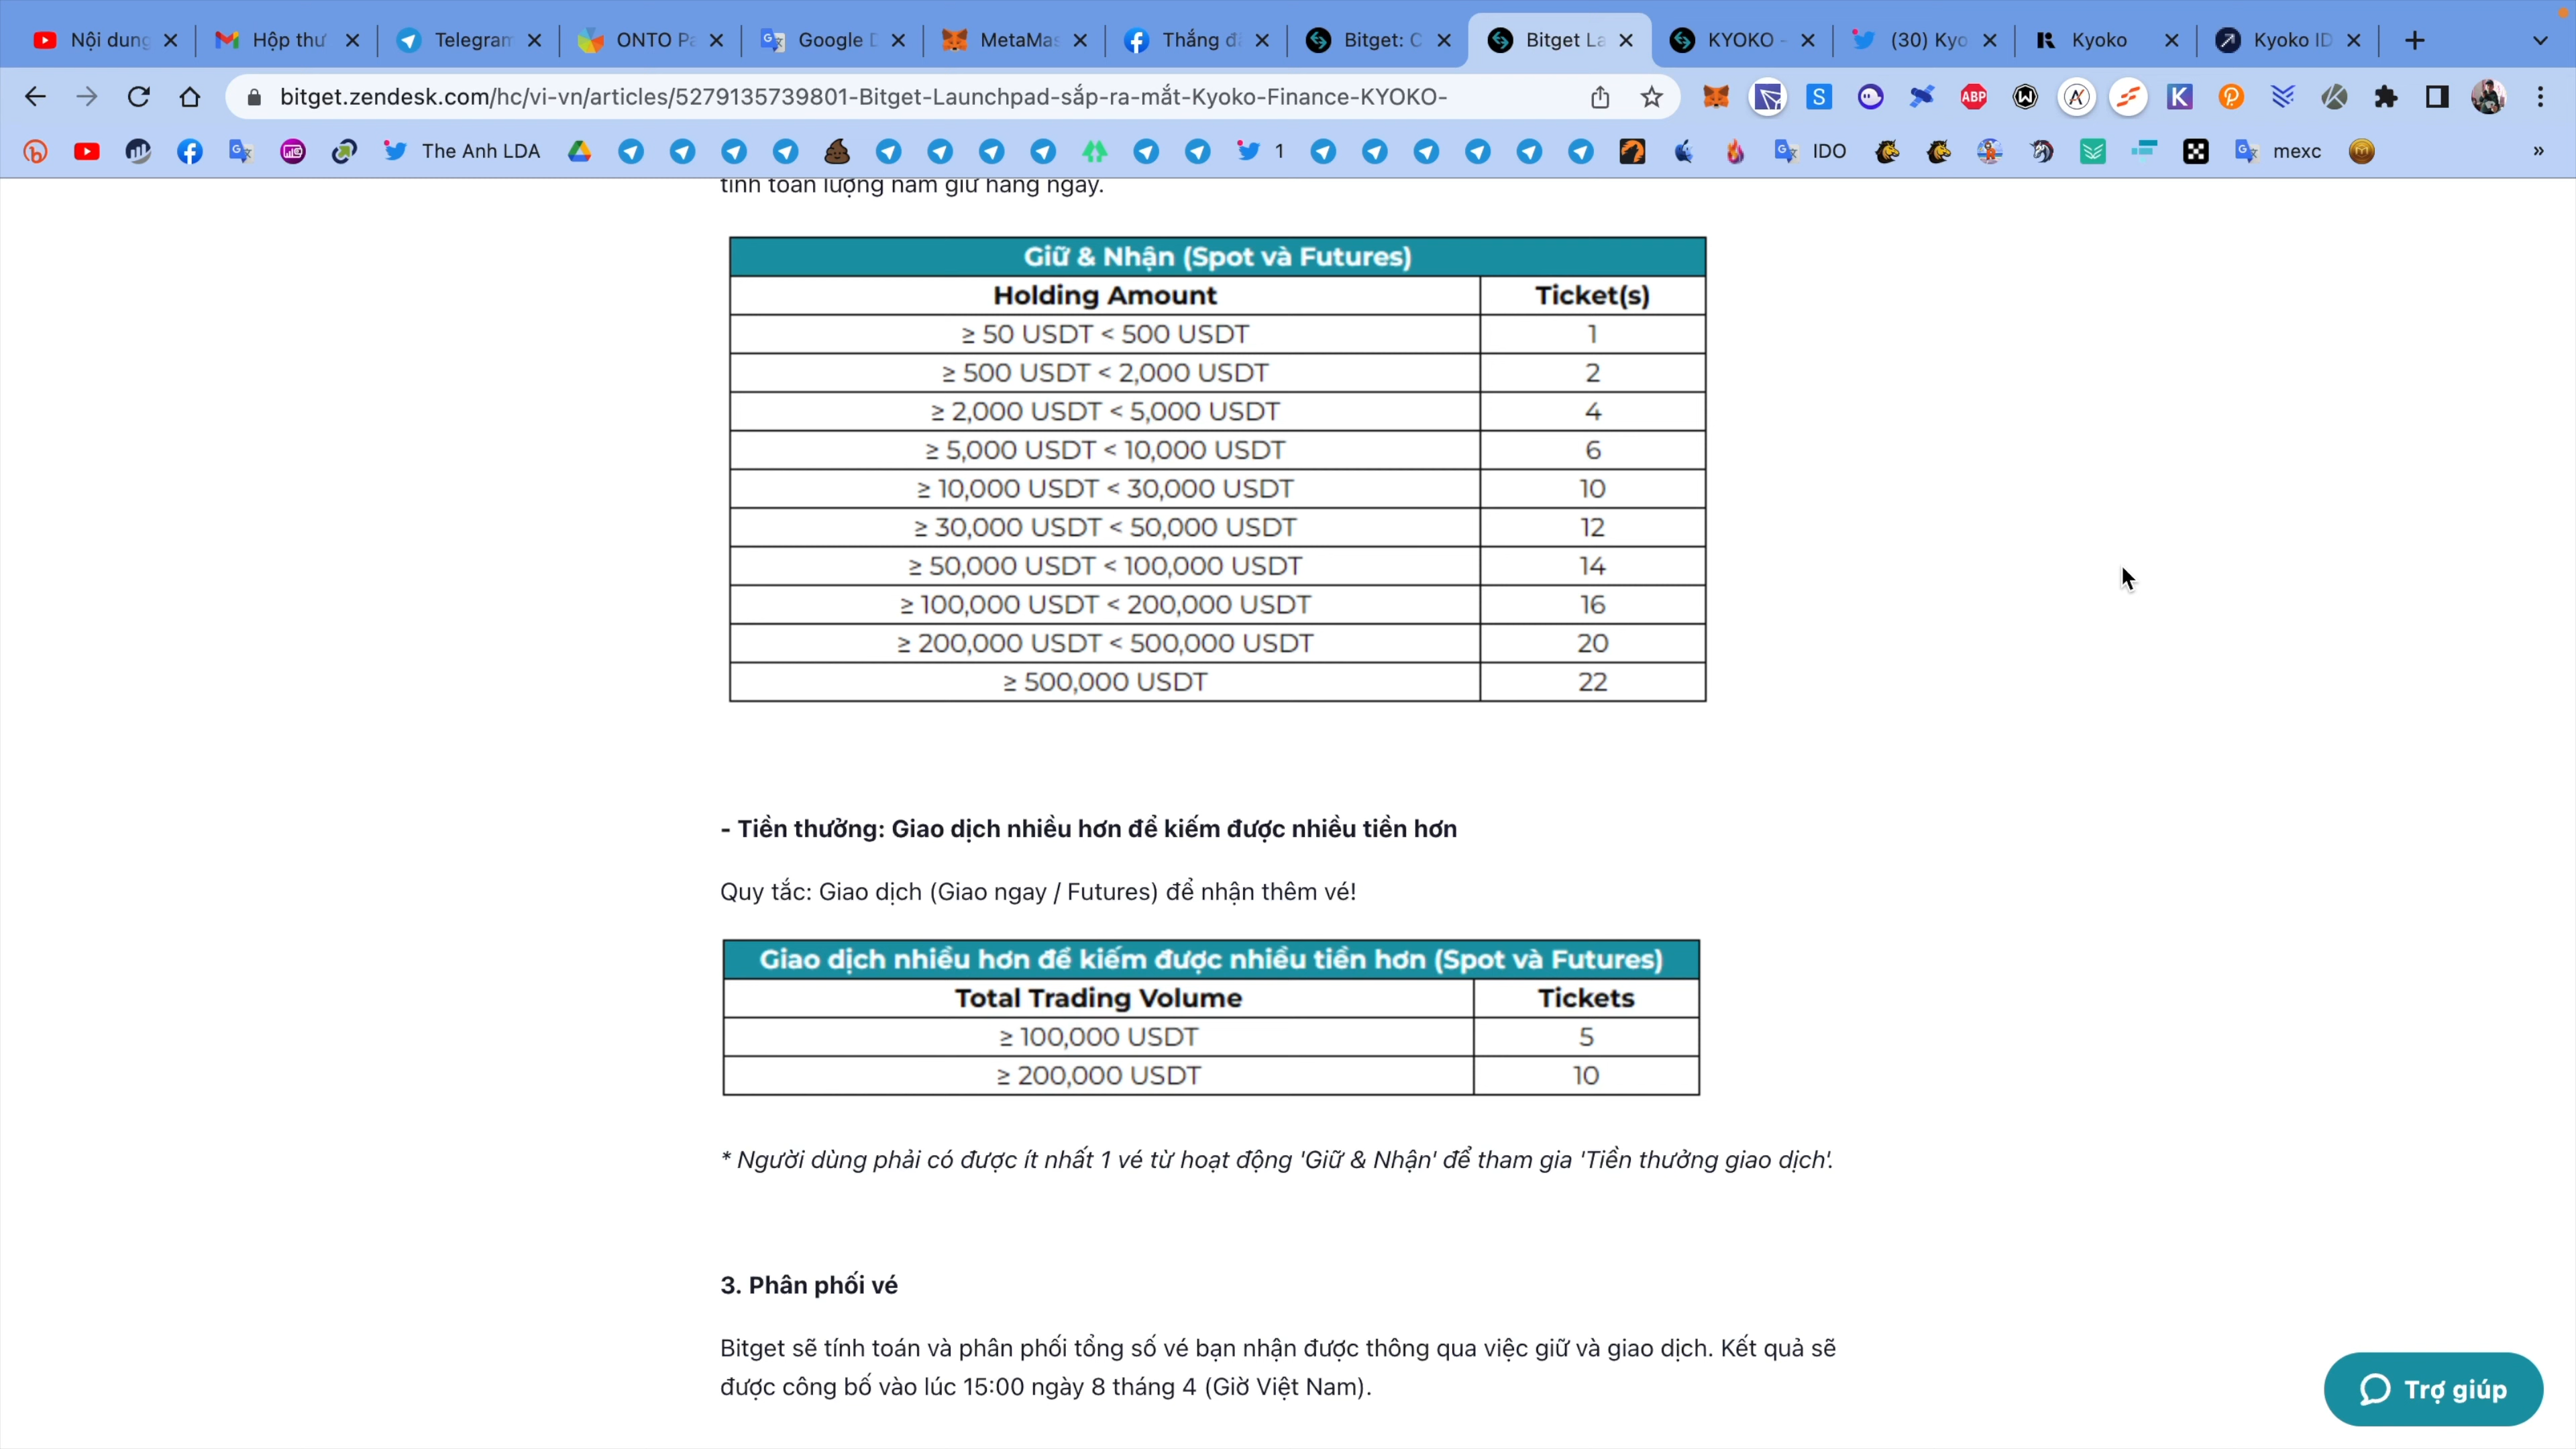 Nội dung
Hộp thư
Telegram
ONTO Pa
Google D
MetaMas
Thắng đ
Bitget: C
Bitget La
KYOKO -
(30) Kyo
Kyoko
Kyoko ID
bitget.zendesk.com/hc/vi-vn/articles/5279135739801-Bitget-Launchpad-sắp-ra-mắt-Kyoko-Finance-KYOKO-
ABP
The Anh LDA
1
IDO
mexc
tính toán lượng nắm giữ hàng ngày.
Giữ & Nhận (Spot và Futures)
Holding Amount Ticket(s)
≥ 50 USDT < 500 USDT 1
≥ 500 USDT < 2,000 USDT 2
≥ 2,000 USDT < 5,000 USDT 4
≥ 5,000 USDT < 10,000 USDT 6
≥ 10,000 USDT < 30,000 USDT 10
≥ 30,000 USDT < 50,000 USDT 12
≥ 50,000 USDT < 100,000 USDT 14
≥ 100,000 USDT < 200,000 USDT 16
≥ 200,000 USDT < 500,000 USDT 20
≥ 500,000 USDT 22
- Tiền thưởng: Giao dịch nhiều hơn để kiếm được nhiều tiền hơn
Quy tắc: Giao dịch (Giao ngay / Futures) để nhận thêm vé!
Giao dịch nhiều hơn để kiếm được nhiều tiền hơn (Spot và Futures)
Total Trading Volume Tickets
≥ 100,000 USDT 5
≥ 200,000 USDT 10
* Người dùng phải có được ít nhất 1 vé từ hoạt động 'Giữ & Nhận' để tham gia 'Tiền thưởng giao dịch'.
3. Phân phối vé
Bitget sẽ tính toán và phân phối tổng số vé bạn nhận được thông qua việc giữ và giao dịch. Kết quả sẽ
được công bố vào lúc 15:00 ngày 8 tháng 4 (Giờ Việt Nam).
Trợ giúp